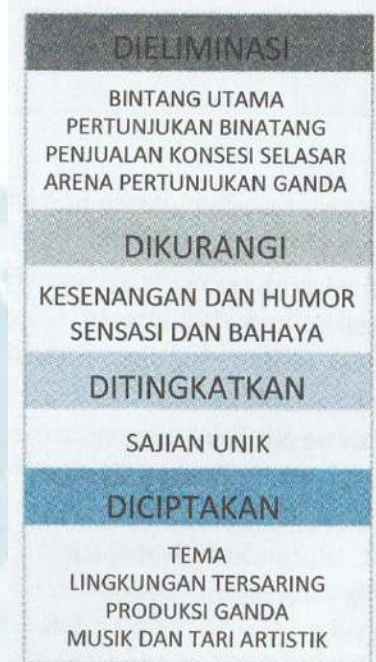 DIELIMINASI
BINTANG UTAMA
PERTUNJUKAN BINATANG
PENJUALAN KONSESI SELASAR
ARENA PERTUNJUKAN GANDA
DIKURANGI
KESENANGAN DAN HUMOR
SENSASI DAN BAHAYA
DITINGKATKAN
SAJIAN UNIK
DICIPTAKAN
TEMA
LINGKUNGAN TERSARING
PRODUKSI GANDA
MUSIK DAN TARI ARTISTIK